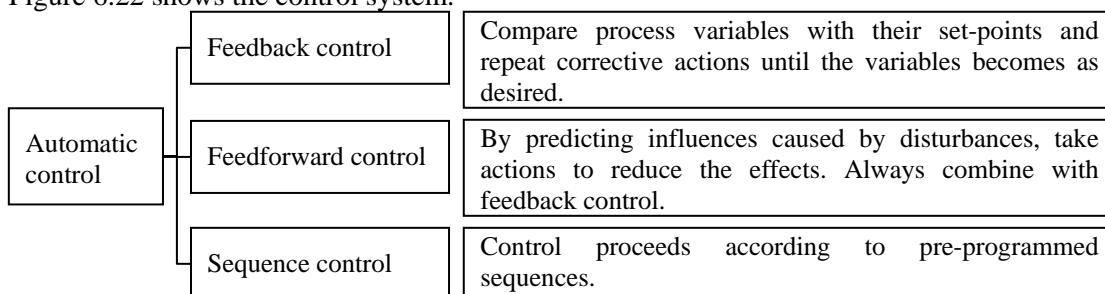 Figure 6.22 shows the control system.
Feedback control
Compare process variables with their set-points and
repeat corrective actions until the variables becomes as
desired.
Automatic
control
Feedforward control
By predicting influences caused by disturbances, take
actions to reduce the effects. Always combine with
feedback control.
Sequence control
Control proceeds according to pre-programmed
sequences.